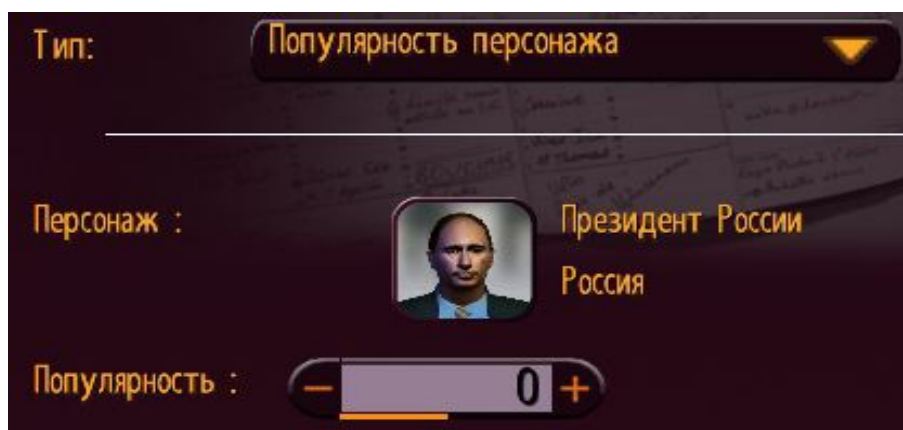 Тип: Популярность персонажа
Персонаж : Президент России
Россия
Популярность : − 0 +